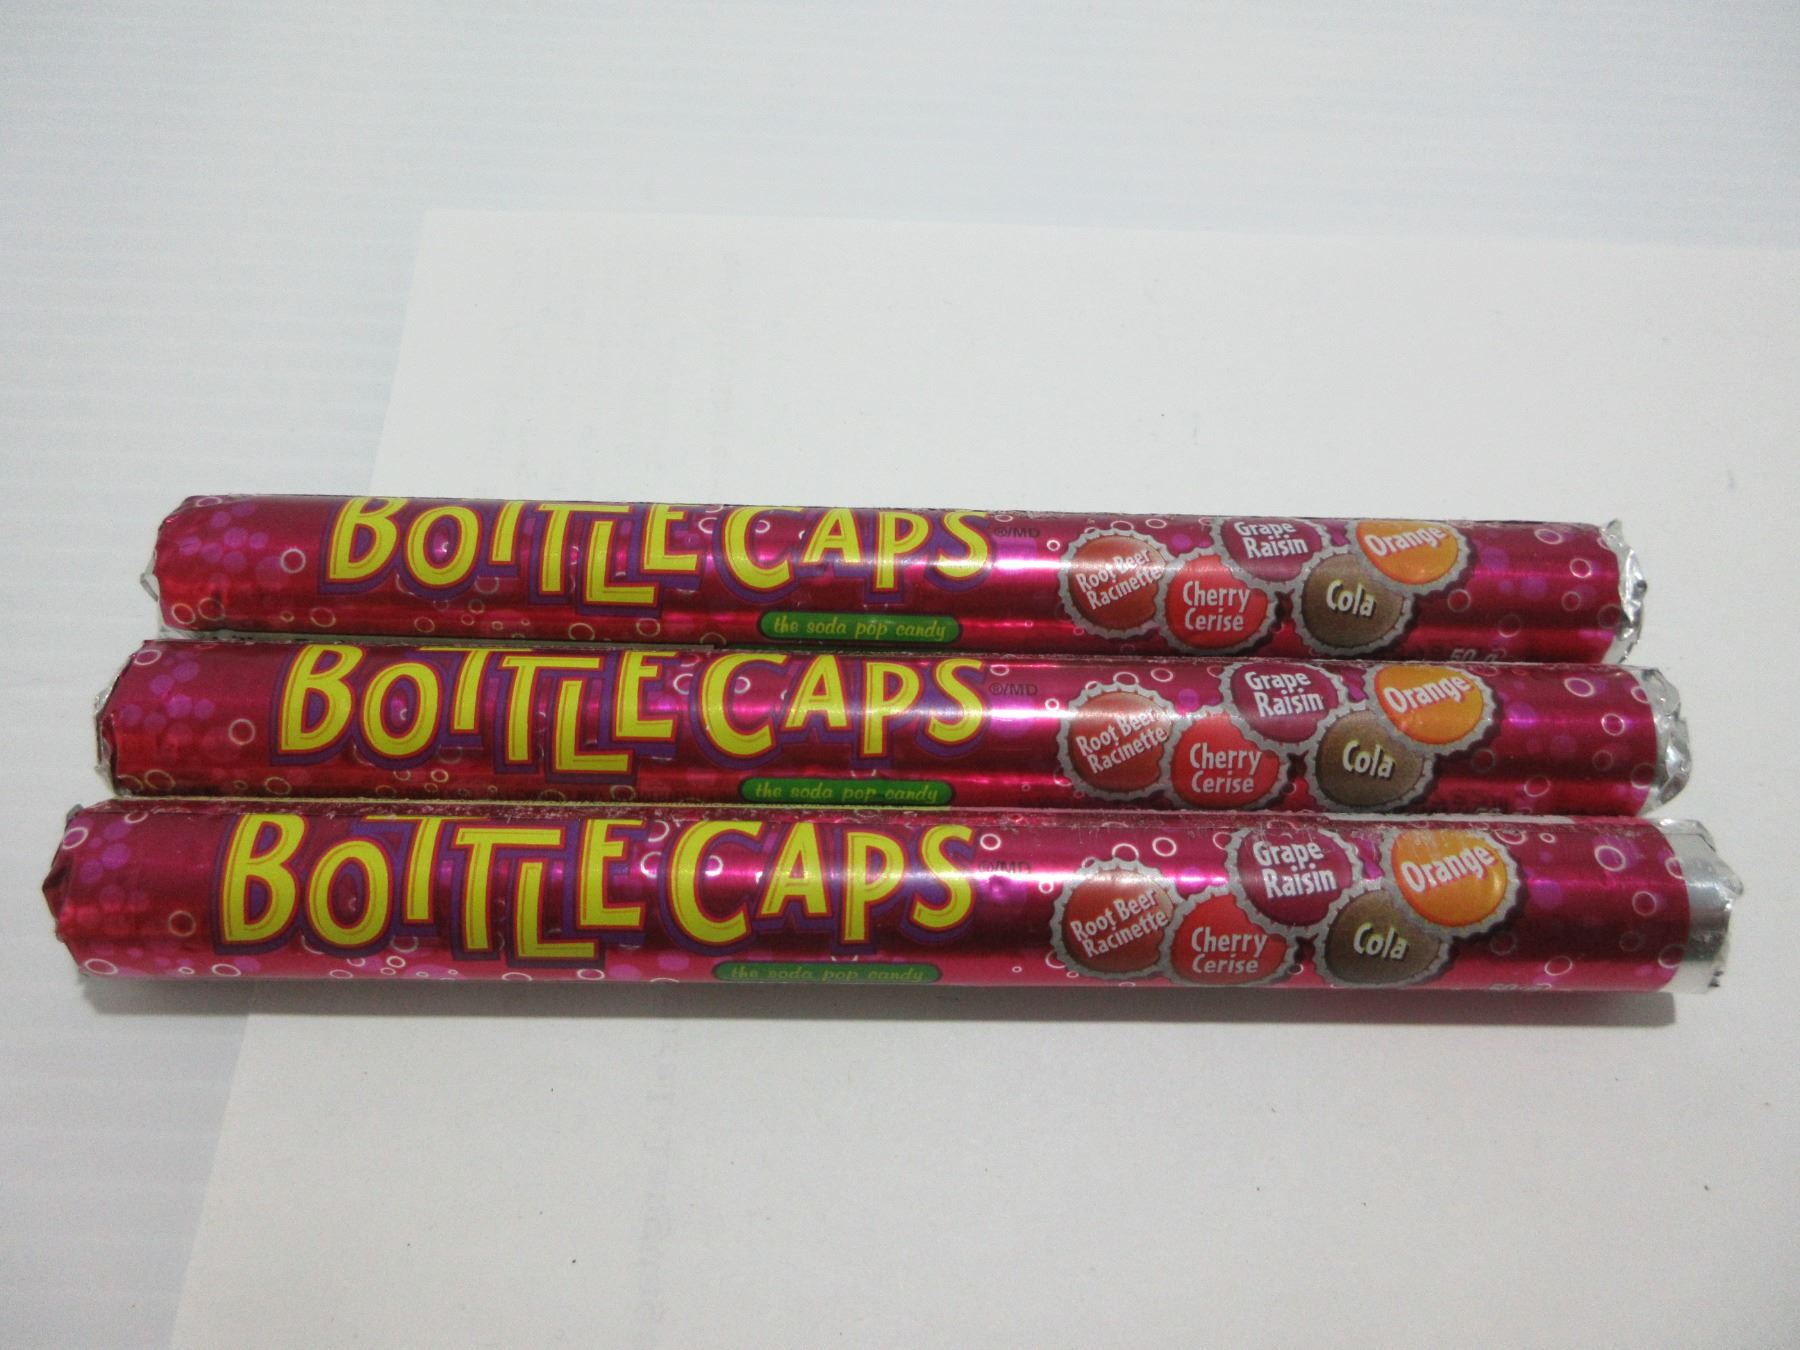 BOTTLE CAPS ®/MD
the soda pop candy
Root Beer
Racinette
Cherry
Cerise
Grape
Raisin
Cola
Orange
50 g
BOTTLE CAPS ®/MD
the soda pop candy
Root Beer
Racinette
Cherry
Cerise
Grape
Raisin
Cola
Orange
BOTTLE CAPS ®/MD
the soda pop candy
Root Beer
Racinette
Cherry
Cerise
Grape
Raisin
Cola
Orange